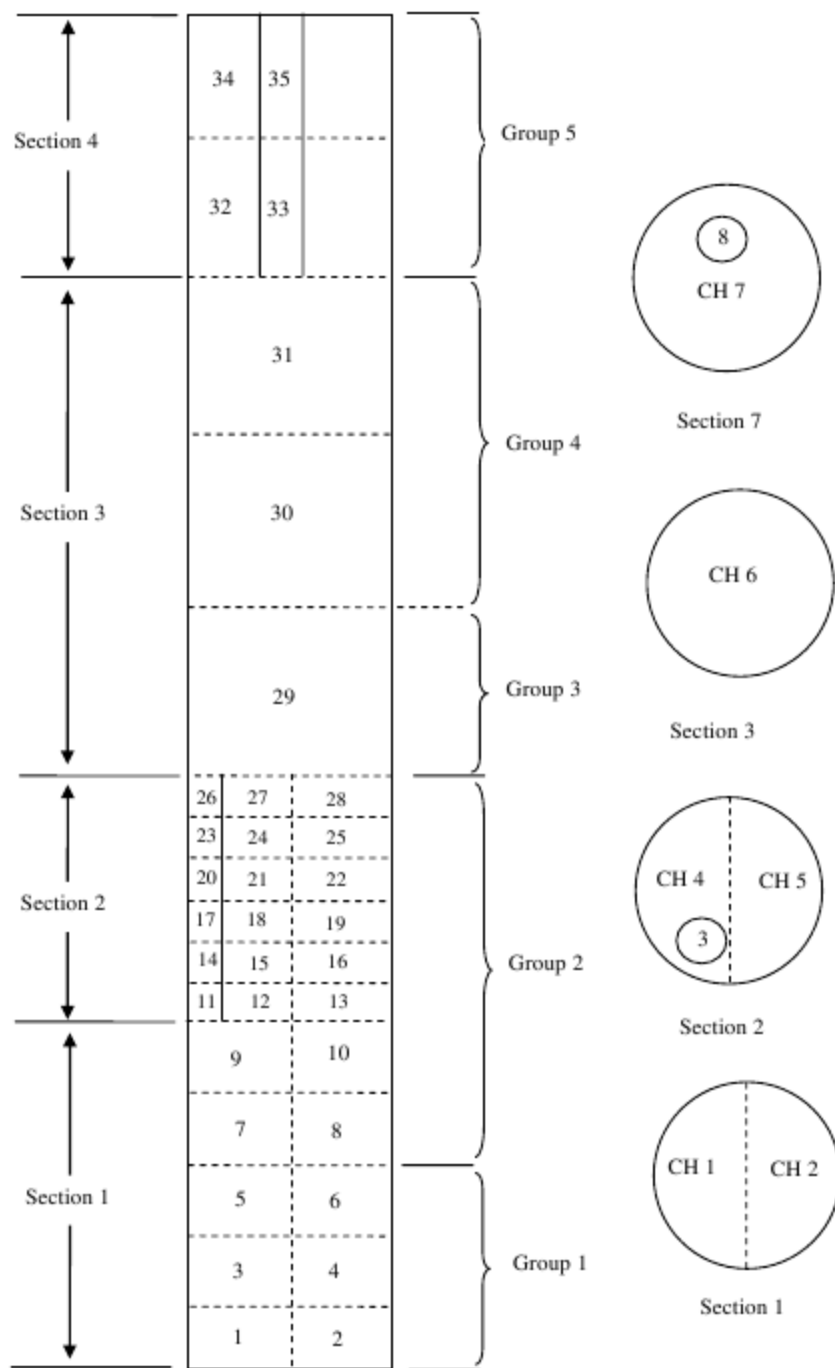 Section 4
34 35
Group 5
32 33
Section 3
31
Group 4
30
29
Group 3
Section 2
26 27 28
23 24 25
20 21 22
17 18 19
14 15 16
11 12 13
Group 2
Section 1
9 10
7 8
5 6
3 4
1 2
Group 1
8
CH 7
Section 7
CH 6
Section 3
CH 4 CH 5
3
Section 2
CH 1 CH 2
Section 1